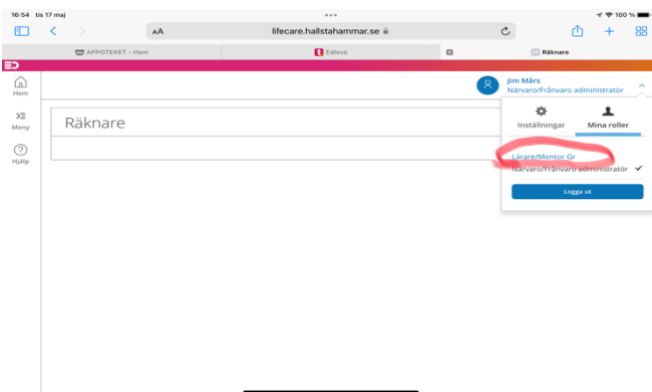 16:54 tis 17 maj
100 %
AA
lifecare.hallstahammar.se
APPOTEKET – Hem
Edlevo
Räknare
Hem
Meny
Hjälp
Jim Mårs
Närvaro/Frånvaro administratör
Räknare
Inställningar
Mina roller
Lärare/Mentor Gr
Närvaro/Frånvaro administratör
Logga ut